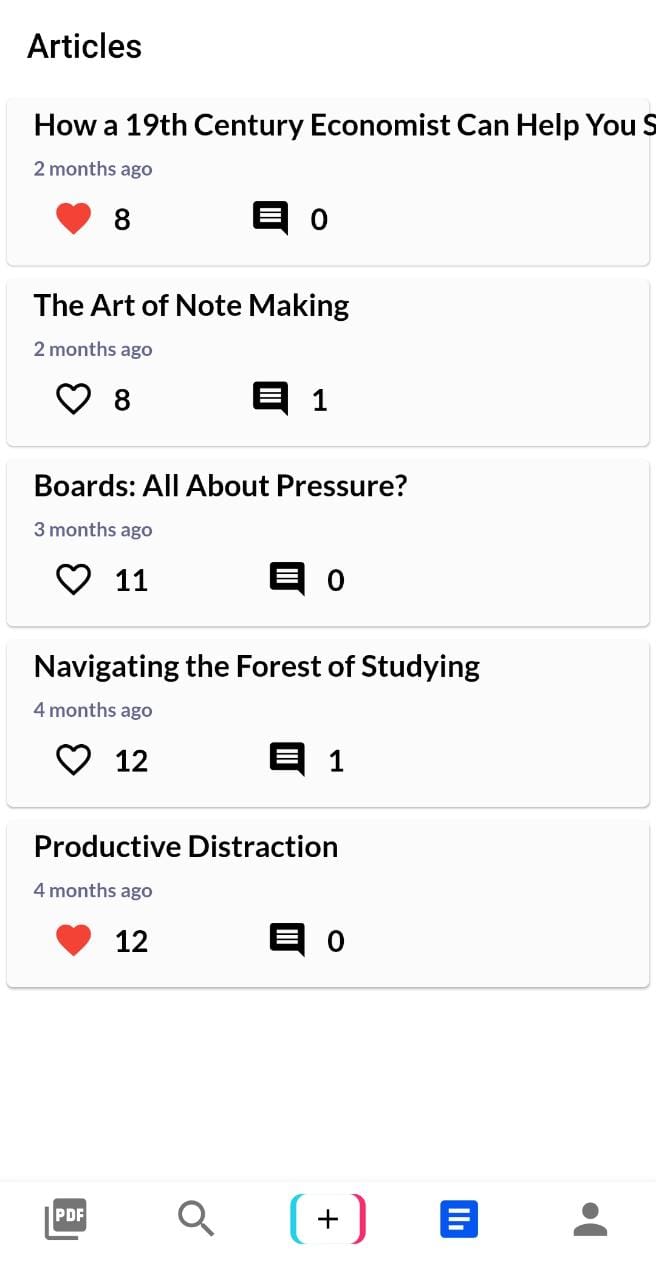 Articles
How a 19th Century Economist Can Help You S
2 months ago
8 0
The Art of Note Making
2 months ago
8 1
Boards: All About Pressure?
3 months ago
11 0
Navigating the Forest of Studying
4 months ago
12 1
Productive Distraction
4 months ago
12 0
PDF +